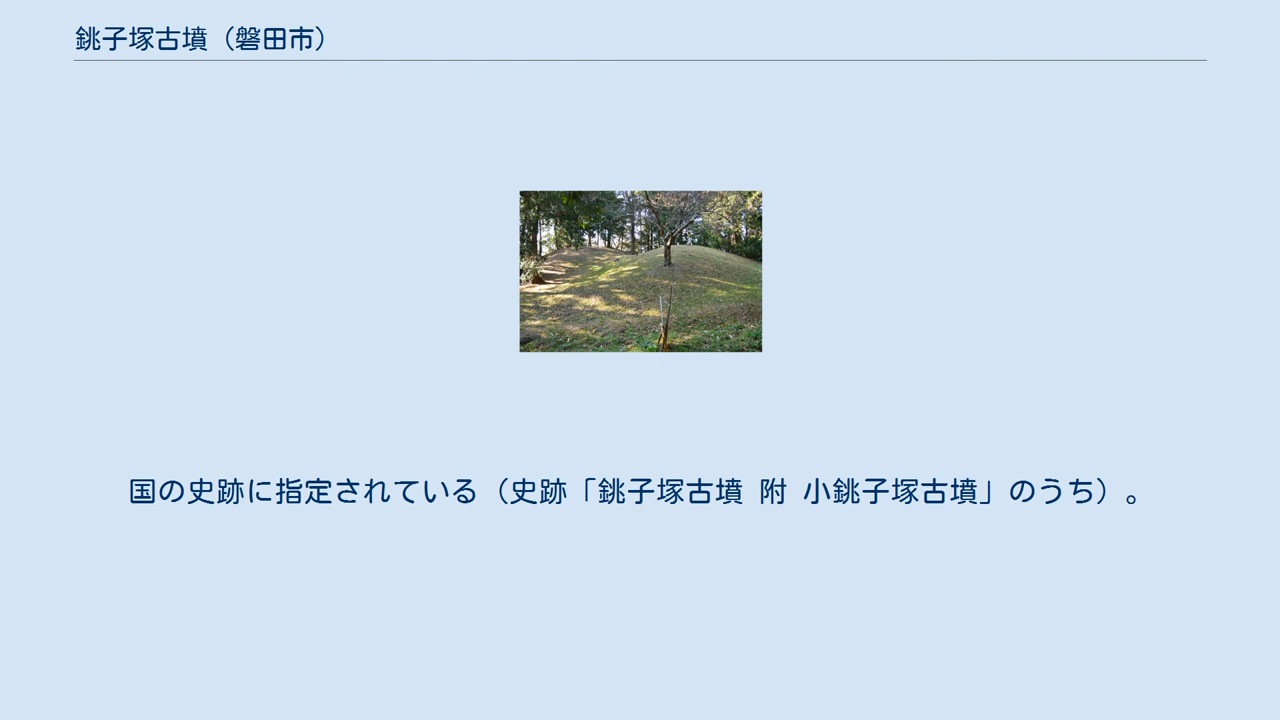 銚子塚古墳（磐田市）
国の史跡に指定されている（史跡「銚子塚古墳 附 小銚子塚古墳」のうち）。